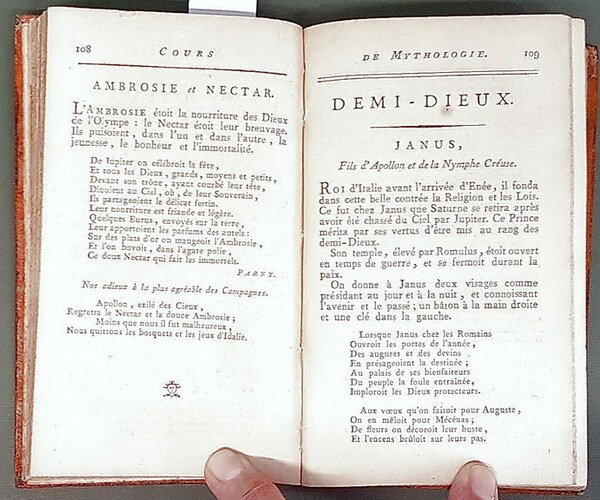 108 COURS
AMBROSIE et NECTAR.
L'AMBROSIE étoit la nourriture des Dieux
de l'Olympe : le Nectar étoit leur breuvage.
Ils puisoient, dans l'un et dans l'autre, la
jeunesse, le bonheur et l'immortalité.
De Jupiter on célébroit la fête,
Et tous les Dieux, grands, moyens et petits,
Devant son trône, ayant courbé leur tête,
Dînoient au Ciel, où, de leur Souverain,
Ils partageoient le délicat festin.
Leur nourriture est friande et légère.
Quelques Eurus, envoyés sur la terre,
Leur apportoient les parfums des autels :
Sur des plats d'or on mangeoit l'Ambrosie,
Et l'on buvoit, dans l'agate polie,
Ce doux Nectar qui fait les immortels.
PARNY.
Nos adieux à la plus agréable des Campagnes.
Apollon, exilé des Cieux,
Regretta le Nectar et la douce Ambrosie ;
Moins que nous il fut malheureux,
Nous quittons les bosquets et les jeux d'Idalie.
DE MYTHOLOGIE. 109
DEMI-DIEUX.
JANUS,
Fils d'Apollon et de la Nymphe Créuse.
ROI d'Italie avant l'arrivée d'Enée, il fonda
dans cette belle contrée la Religion et les Lois.
Ce fut chez Janus que Saturne se retira après
avoir été chassé du Ciel par Jupiter. Ce Prince
mérita par ses vertus d'être mis au rang des
demi-Dieux.
Son temple, élevé par Romulus, étoit ouvert
en temps de guerre, et se fermoit durant la
paix.
On donne à Janus deux visages comme
présidant au jour et à la nuit, et connoissant
l'avenir et le passé ; un bâton à la main droite
et une clé dans la gauche.
Lorsque Janus chez les Romains
Ouvroit les portes de l'année,
Des augures et des devins
En présageoient la destinée ;
Au palais de ses bienfaiteurs
Du peuple la foule entraînée,
Imploroit les Dieux protecteurs.
Aux vœux qu'on faisoit pour Auguste,
On en mêloit pour Mécénas ;
De fleurs on décoroit leur buste,
Et l'encens brûloit sur leurs pas.